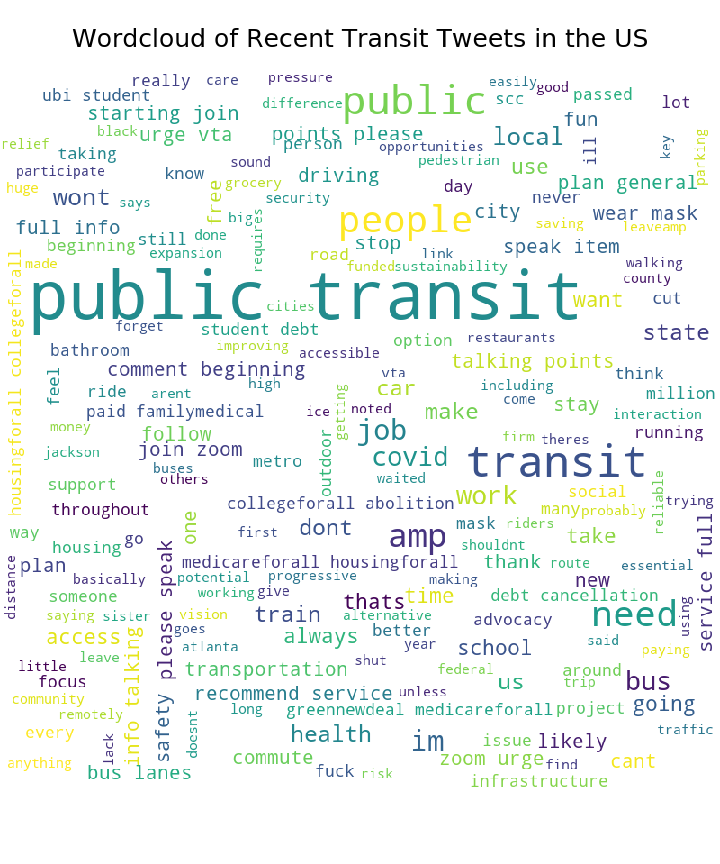 Wordcloud of Recent Transit Tweets in the US
really
care
pressure
easily
good
passed
lot
ubi student
difference
public
scc
starting join
fun
black
urge vta
points please
person
local
ill
key
parking
relief
taking
sound
opportunities
pedestrian
use
participate
know
driving
day
plan general
huge
wont
says
free
grocery
security
never
full info
big
requires
people
city
saving
wear mask
leaveamp
beginning
still
done
stop
speak item
expansion
road
link
walking
made
funded
sustainability
county
public transit
cities
want
cut
forget
student debt
option
restaurants
state
bathroom
improving
accessible
talking points
comment beginning
vta
think
housingforall collegeforall
feel
ride
arent
high
car
including
come
million
paid familymedical
ice
noted
getting
make
stay
interaction
money
follow
job
firm
theres
running
jackson
join zoom
metro
outdoor
covid
transit
buses
support
others
waited
work
social
reliable
trying
throughout
collegeforall abolition
many
probably
way
go
one
first
dont
amp
mask
riders
take
service full
housing
shouldnt
plan
please speak
medicareforall housingforall
thank
route
essential
distance
basically
potential
progressive
making
new
someone
working
give
thats
time
debt cancellation
saying
sister
vision
train
alternative
advocacy
need
using
access
info talking
goes
always
better
leave
atlanta
year
school
said
paying
little
transportation
shut
federal
around
focus
safety
us
trip
bus
community
recommend service
unless
remotely
doesnt
long
greennewdeal medicareforall
project
going
every
lack
health
im
issue
likely
traffic
anything
commute
zoom urge
find
cant
bus lanes
fuck
risk
infrastructure